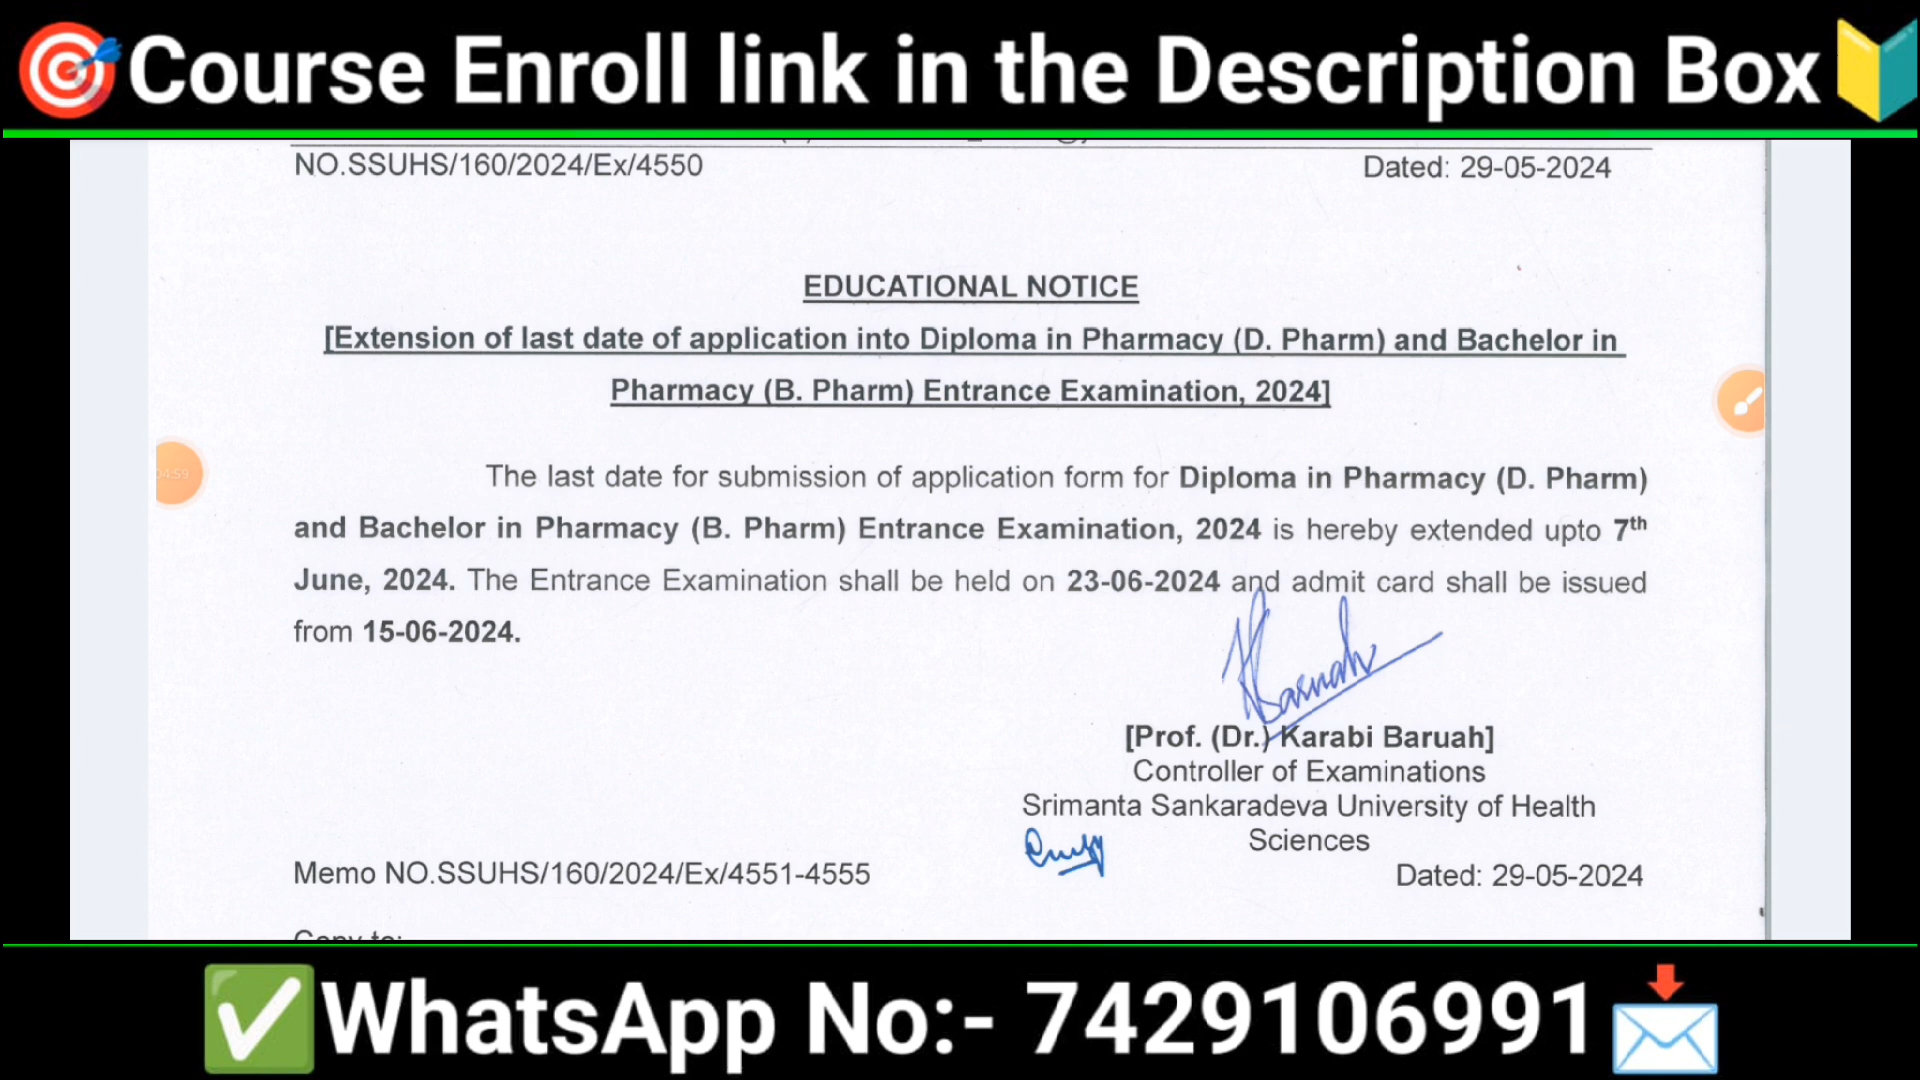 Course Enroll link in the Description Box
NO.SSUHS/160/2024/Ex/4550
Dated: 29-05-2024
EDUCATIONAL NOTICE
[Extension of last date of application into Diploma in Pharmacy (D. Pharm) and Bachelor in
Pharmacy (B. Pharm) Entrance Examination, 2024]
The last date for submission of application form for Diploma in Pharmacy (D. Pharm)
and Bachelor in Pharmacy (B. Pharm) Entrance Examination, 2024 is hereby extended upto 7th
June, 2024. The Entrance Examination shall be held on 23-06-2024 and admit card shall be issued
from 15-06-2024.
04:59
KBaruah
[Prof. (Dr.) Karabi Baruah]
Controller of Examinations
Srimanta Sankaradeva University of Health
Sciences
Memo NO.SSUHS/160/2024/Ex/4551-4555
Dated: 29-05-2024
Copy to:
WhatsApp No:- 7429106991